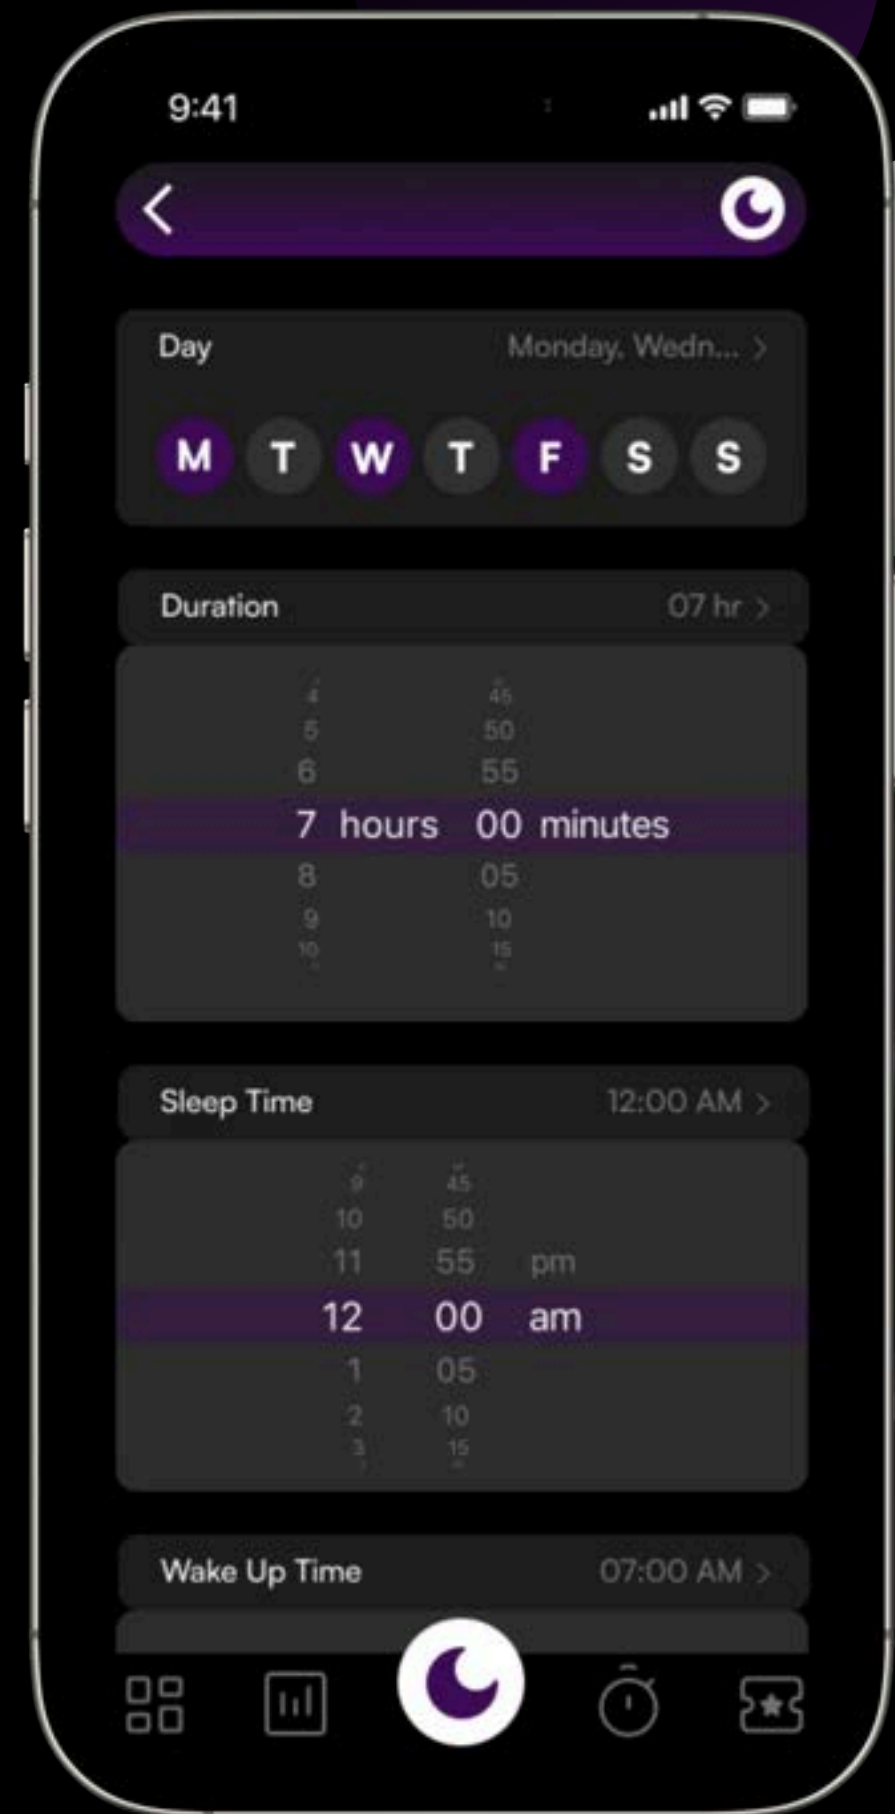 9:41
Day Monday, Wedn... >
M T W T F S S
Duration 07 hr >
4 45
5 50
6 55
7 hours 00 minutes
8 05
9 10
10 15
Sleep Time 12:00 AM >
9 45
10 50
11 55 pm
12 00 am
1 05
2 10
3 15
Wake Up Time 07:00 AM >